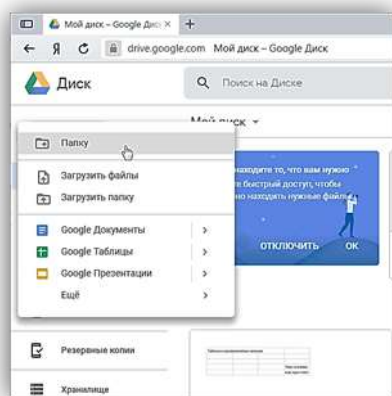 Мой диск – Google Диск
drive.google.com Мой диск – Google Диск
Диск
Поиск на Диске
Мой диск
Папку
Загрузить файлы
Загрузить папку
Google Документы
Google Таблицы
Google Презентации
Ещё
находите то, что вам нужно
быстрый доступ, чтобы
находить нужные файлы
ОТКЛЮЧИТЬ ОК
Резервные копии
Хранилище